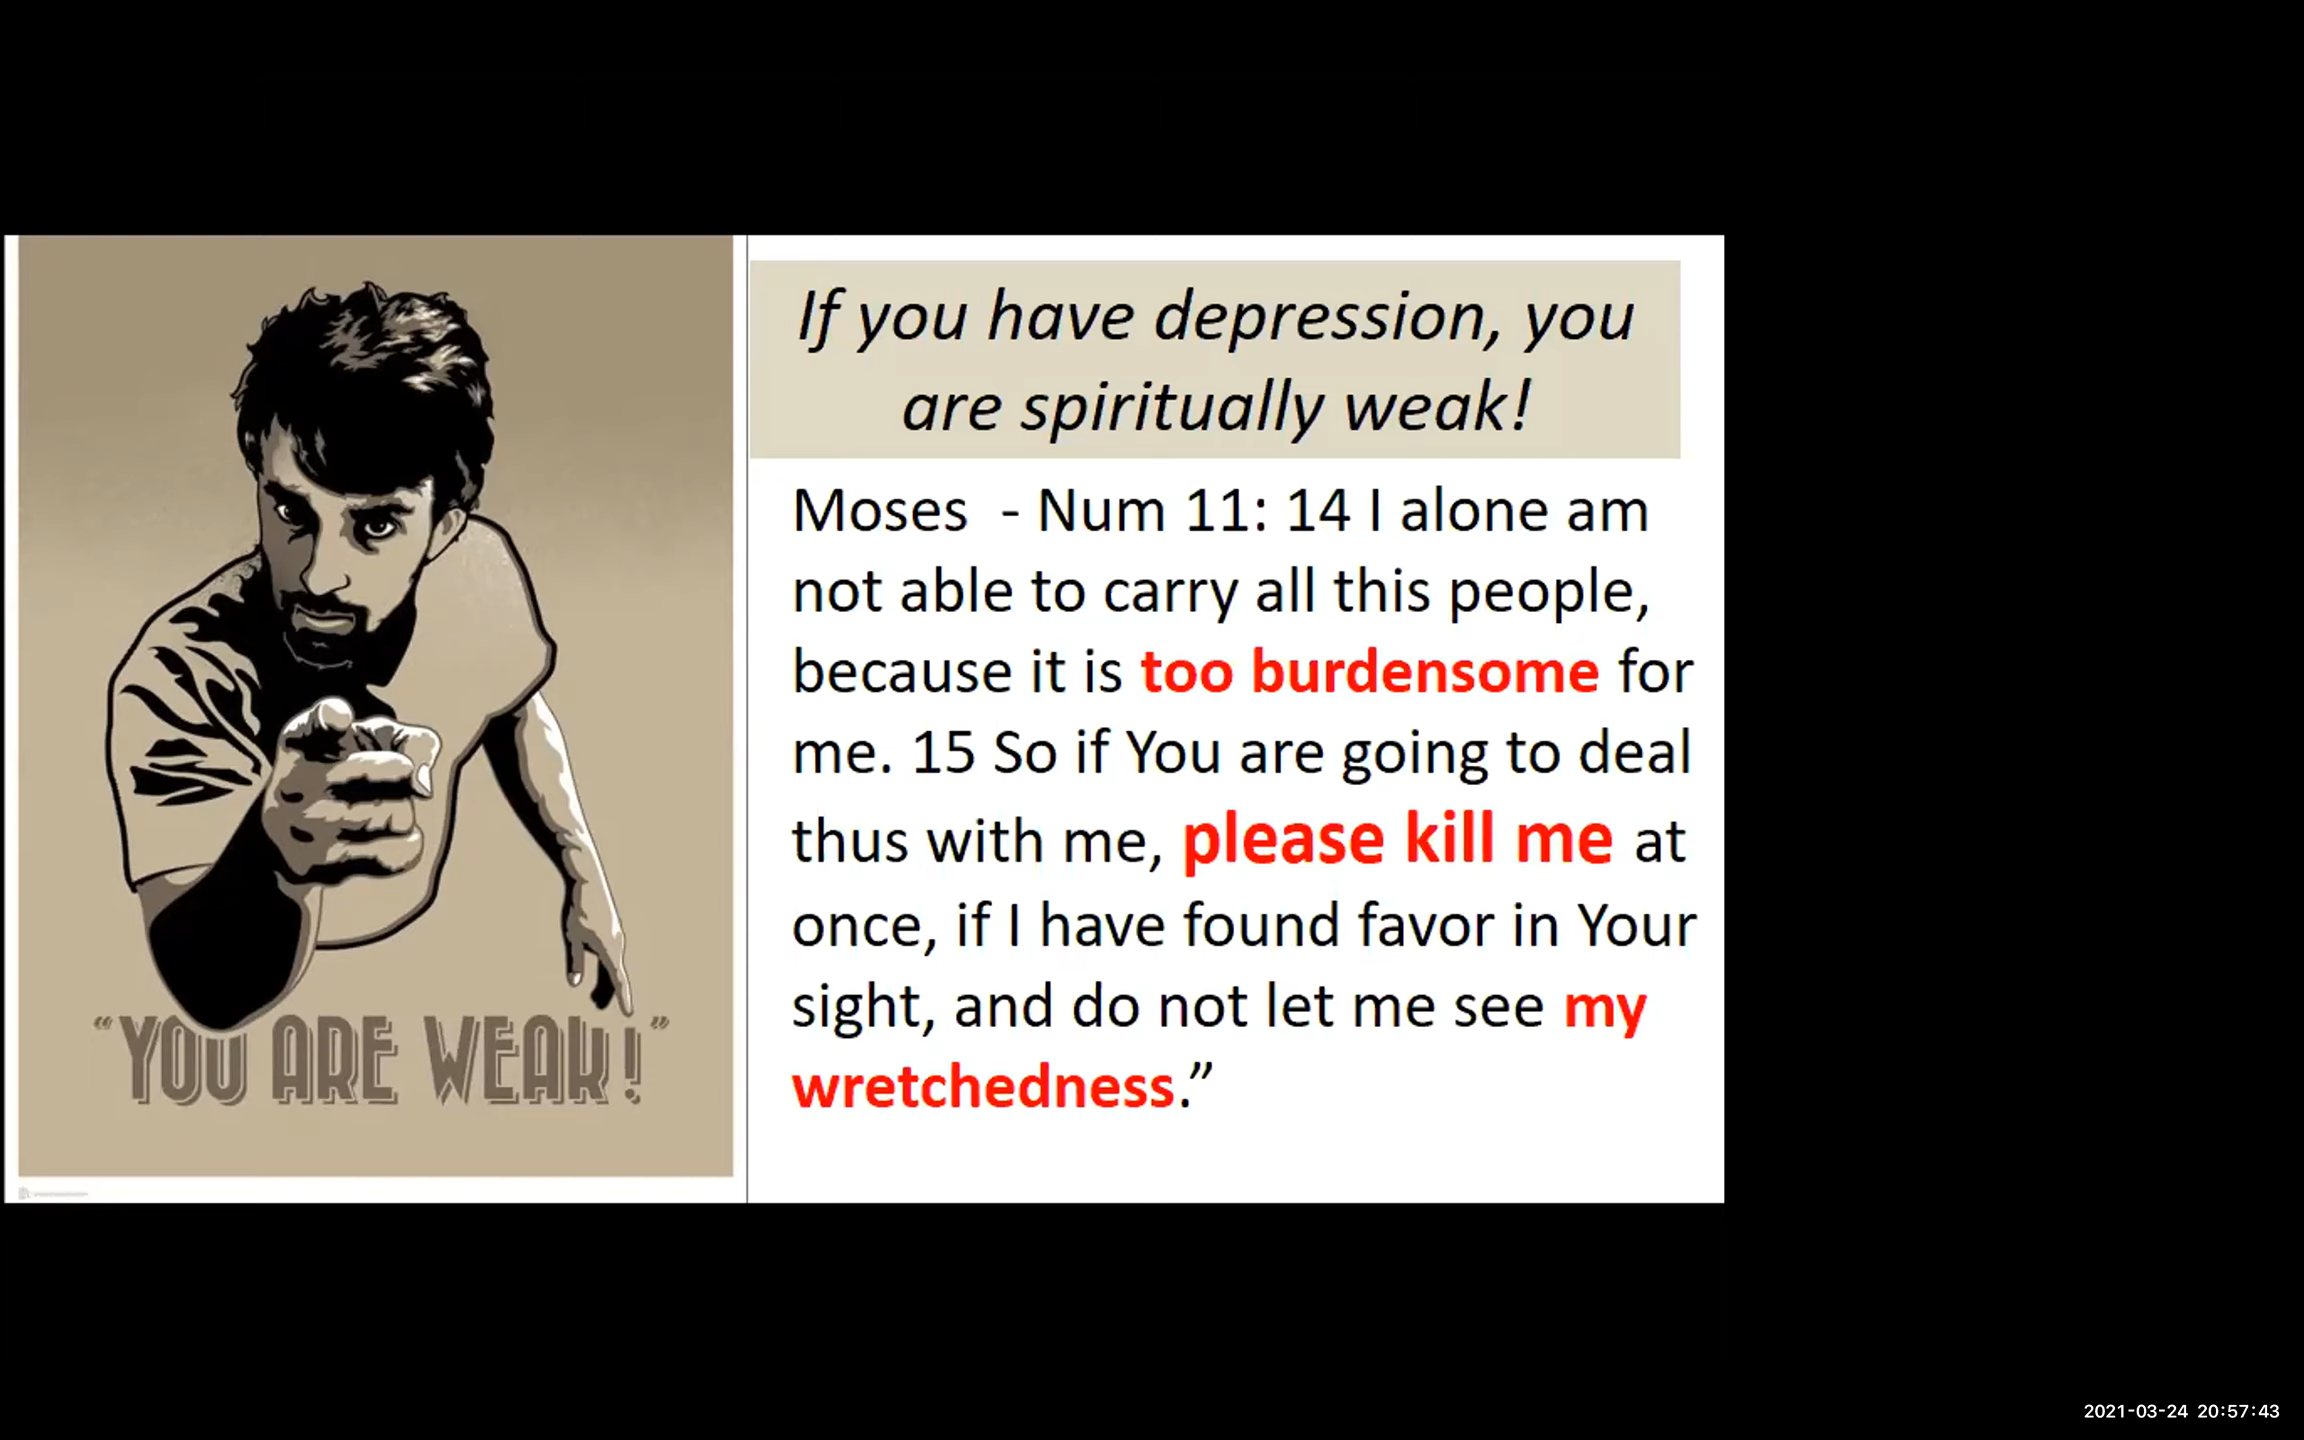 If you have depression, you
are spiritually weak!
Moses - Num 11: 14 I alone am
not able to carry all this people,
because it is too burdensome for
me. 15 So if You are going to deal
thus with me, please kill me at
once, if I have found favor in Your
sight, and do not let me see my
wretchedness.”
“YOU ARE WEAK!”
2021-03-24 20:57:43